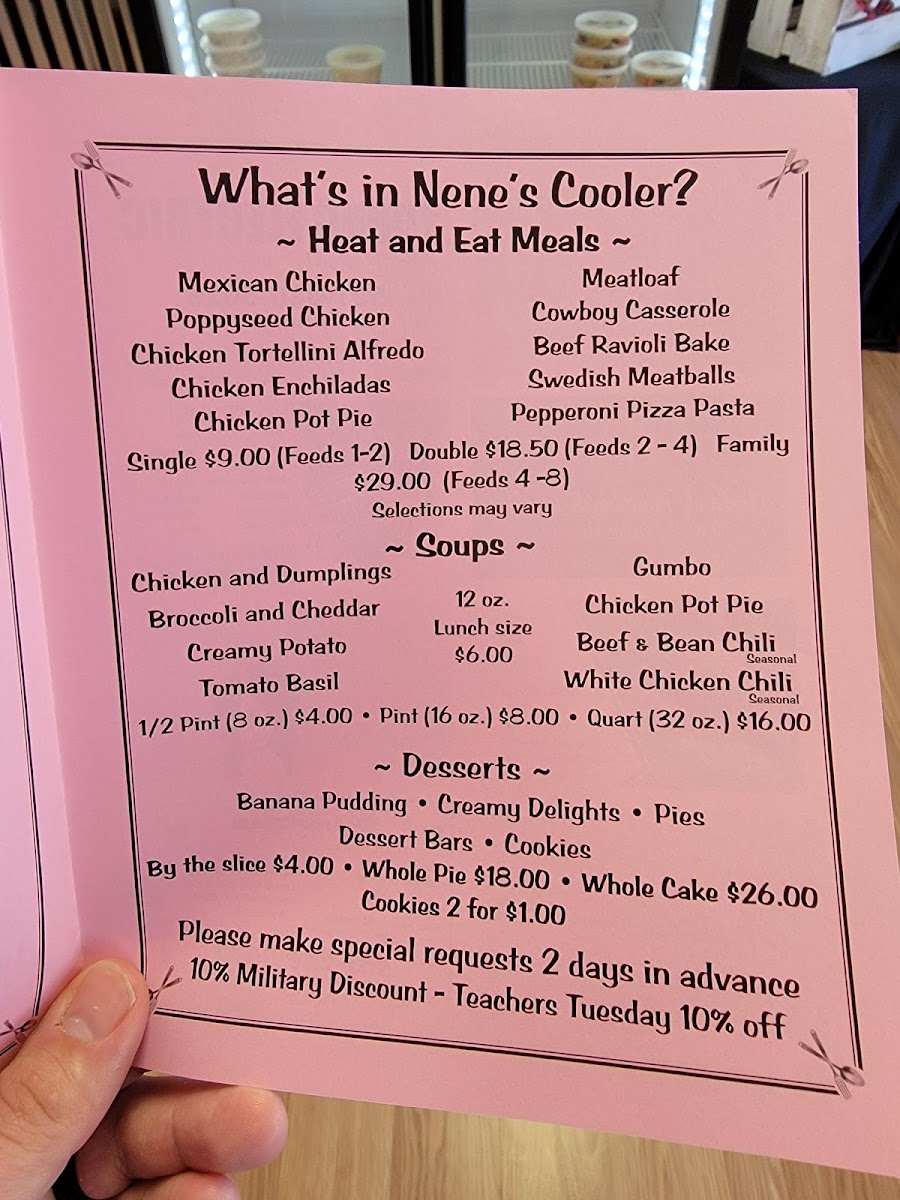 What's in Nene's Cooler?
~ Heat and Eat Meals ~
Mexican Chicken
Poppyseed Chicken
Chicken Tortellini Alfredo
Chicken Enchiladas
Chicken Pot Pie
Meatloaf
Cowboy Casserole
Beef Ravioli Bake
Swedish Meatballs
Pepperoni Pizza Pasta
Single $9.00 (Feeds 1-2) Double $18.50 (Feeds 2 - 4) Family
$29.00 (Feeds 4 -8)
Selections may vary
~ Soups ~
Chicken and Dumplings
Broccoli and Cheddar
Creamy Potato
Tomato Basil
12 oz.
Lunch size
$6.00
Gumbo
Chicken Pot Pie
Beef & Bean Chili
Seasonal
White Chicken Chili
Seasonal
1/2 Pint (8 oz.) $4.00 • Pint (16 oz.) $8.00 • Quart (32 oz.) $16.00
~ Desserts ~
Banana Pudding • Creamy Delights • Pies
Dessert Bars • Cookies
By the slice $4.00 • Whole Pie $18.00 • Whole Cake $26.00
Cookies 2 for $1.00
Please make special requests 2 days in advance
10% Military Discount - Teachers Tuesday 10% off